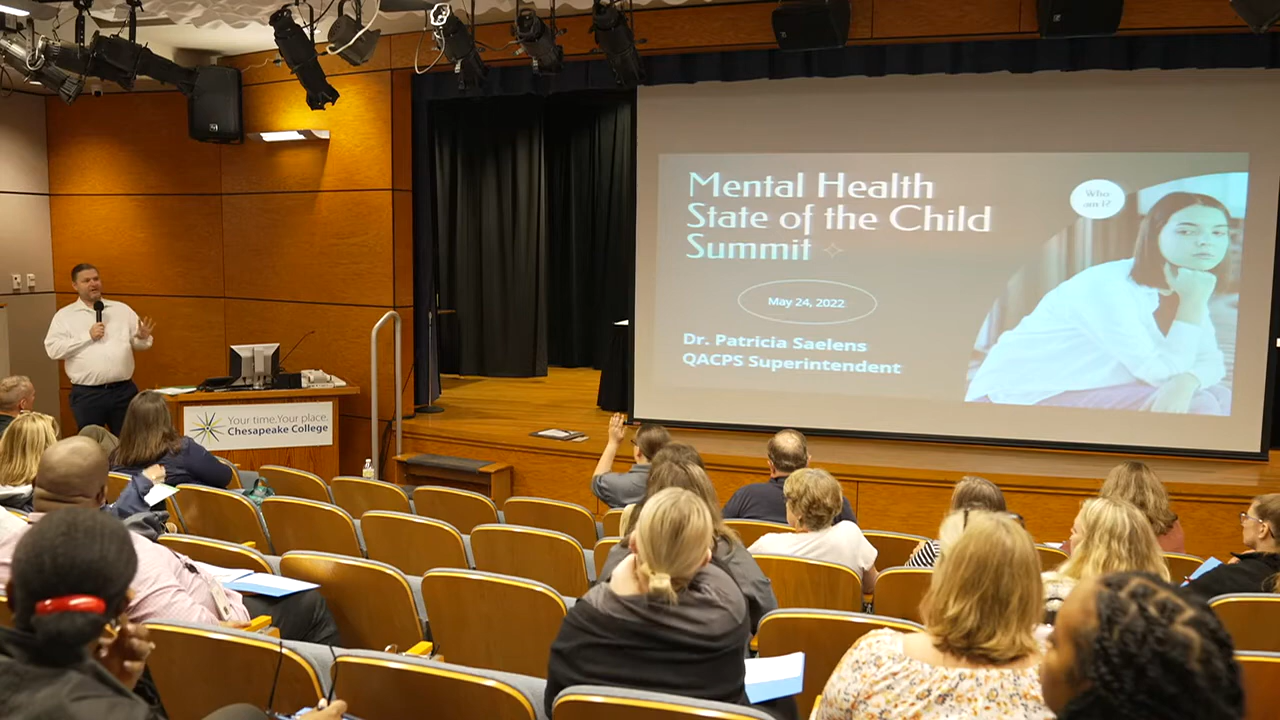 Mental Health
State of the Child
Summit
Who
am I?
May 24, 2022
Dr. Patricia Saelens
QACPS Superintendent
Your time.Your place.
Chesapeake College